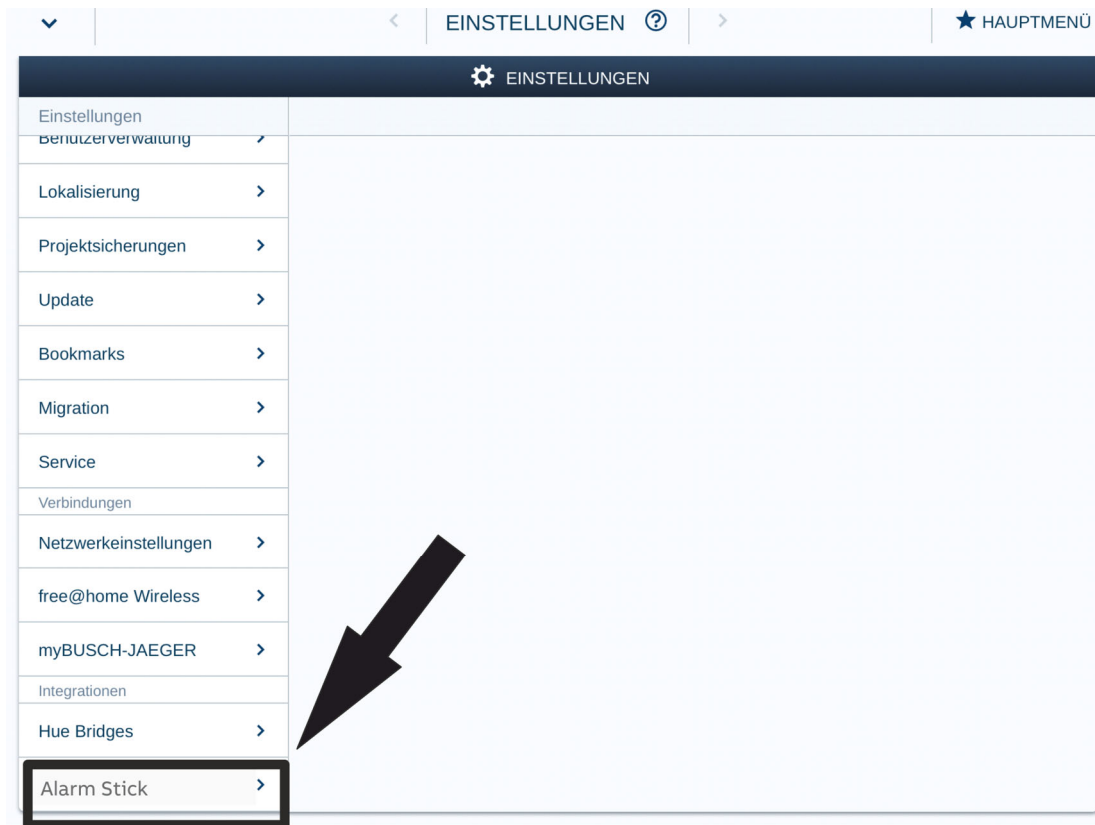 EINSTELLUNGEN ?
HAUPTMENÜ
EINSTELLUNGEN
Einstellungen
Benutzerverwaltung
Lokalisierung
Projektsicherungen
Update
Bookmarks
Migration
Service
Verbindungen
Netzwerkeinstellungen
free@home Wireless
myBUSCH-JAEGER
Integrationen
Hue Bridges
Alarm Stick